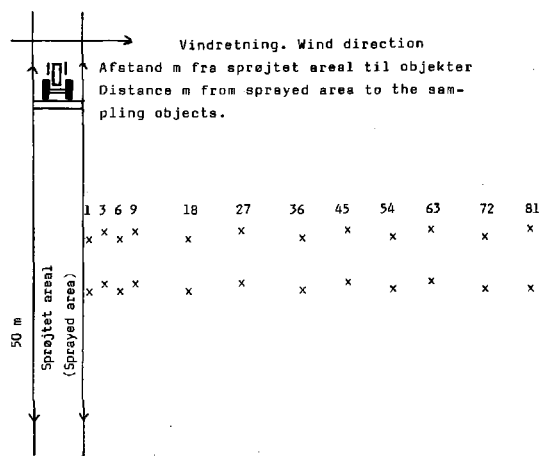 Vindretning. Wind direction
Afstand m fra sprøjtet areal til objekter
Distance m from sprayed area to the sam-
pling objects.
1 3 6 9 18 27 36 45 54 63 72 81
x x x x x x x x x x x x
x x x x x x x x x x x x
50 m
Sprøjtet areal
(Sprayed area)